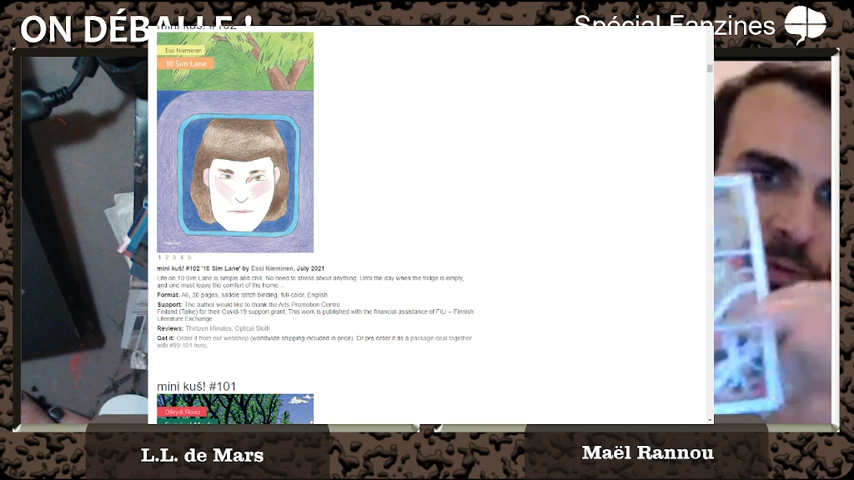 ON DÉBALLE !
Spécial Fanzines
mini kuš! #102
Essi Nieminen
10 Sim Lane
1 2 3 4 5
mini kuš! #102 '10 Sim Lane' by Essi Nieminen, July 2021
Life on 10 Sim Lane is simple and chill. No need to stress about anything. Until the day when the fridge is empty,
and one must leave the comfort of the home…
Format: A6, 28 pages, saddle stitch binding, full-color, English
Support: The author would like to thank the Arts Promotion Centre
Finland (Taike) for their Covid-19 support grant. This work is published with the financial assistance of FILI – Finnish
Literature Exchange
Reviews: Thirteen Minutes, Optical Sloth
Get it: Order it from our webshop (worldwide shipping included in price). Or pre-order it as a package deal together
with #99-101 here.
mini kuš! #101
L.L. de Mars
Maël Rannou